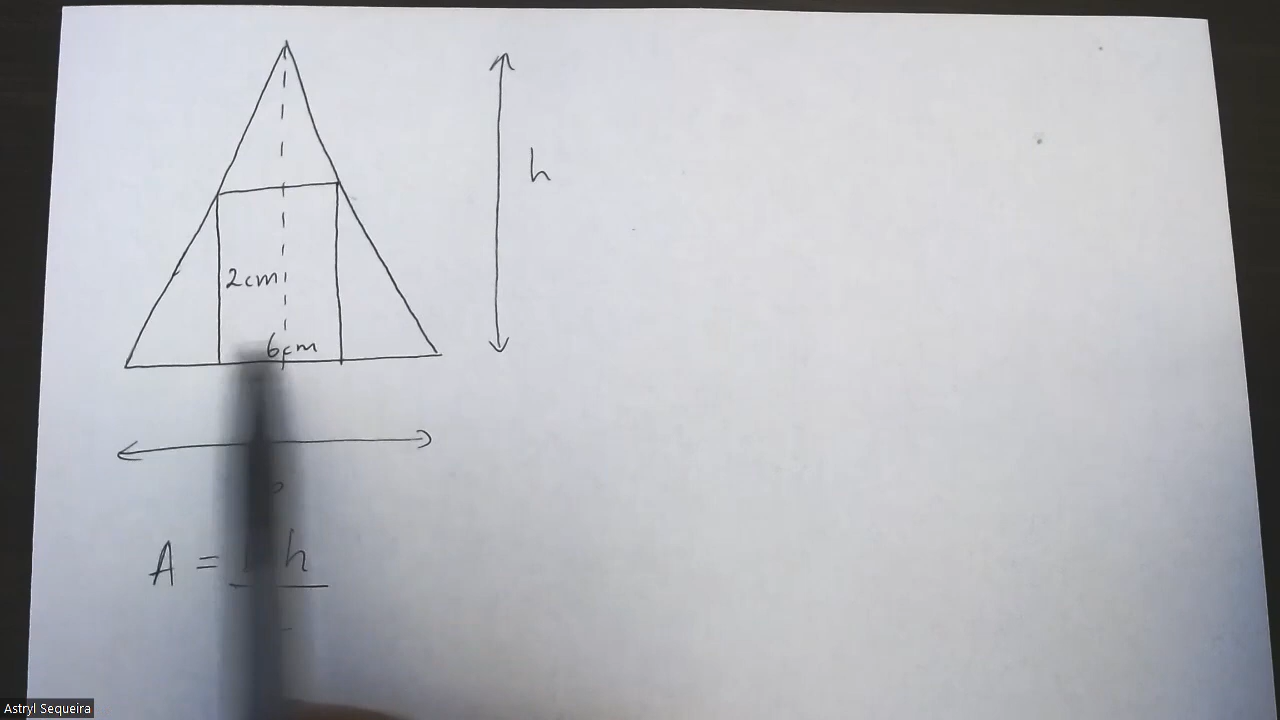 h
2cm
6cm
A = h
Astryl Sequeira